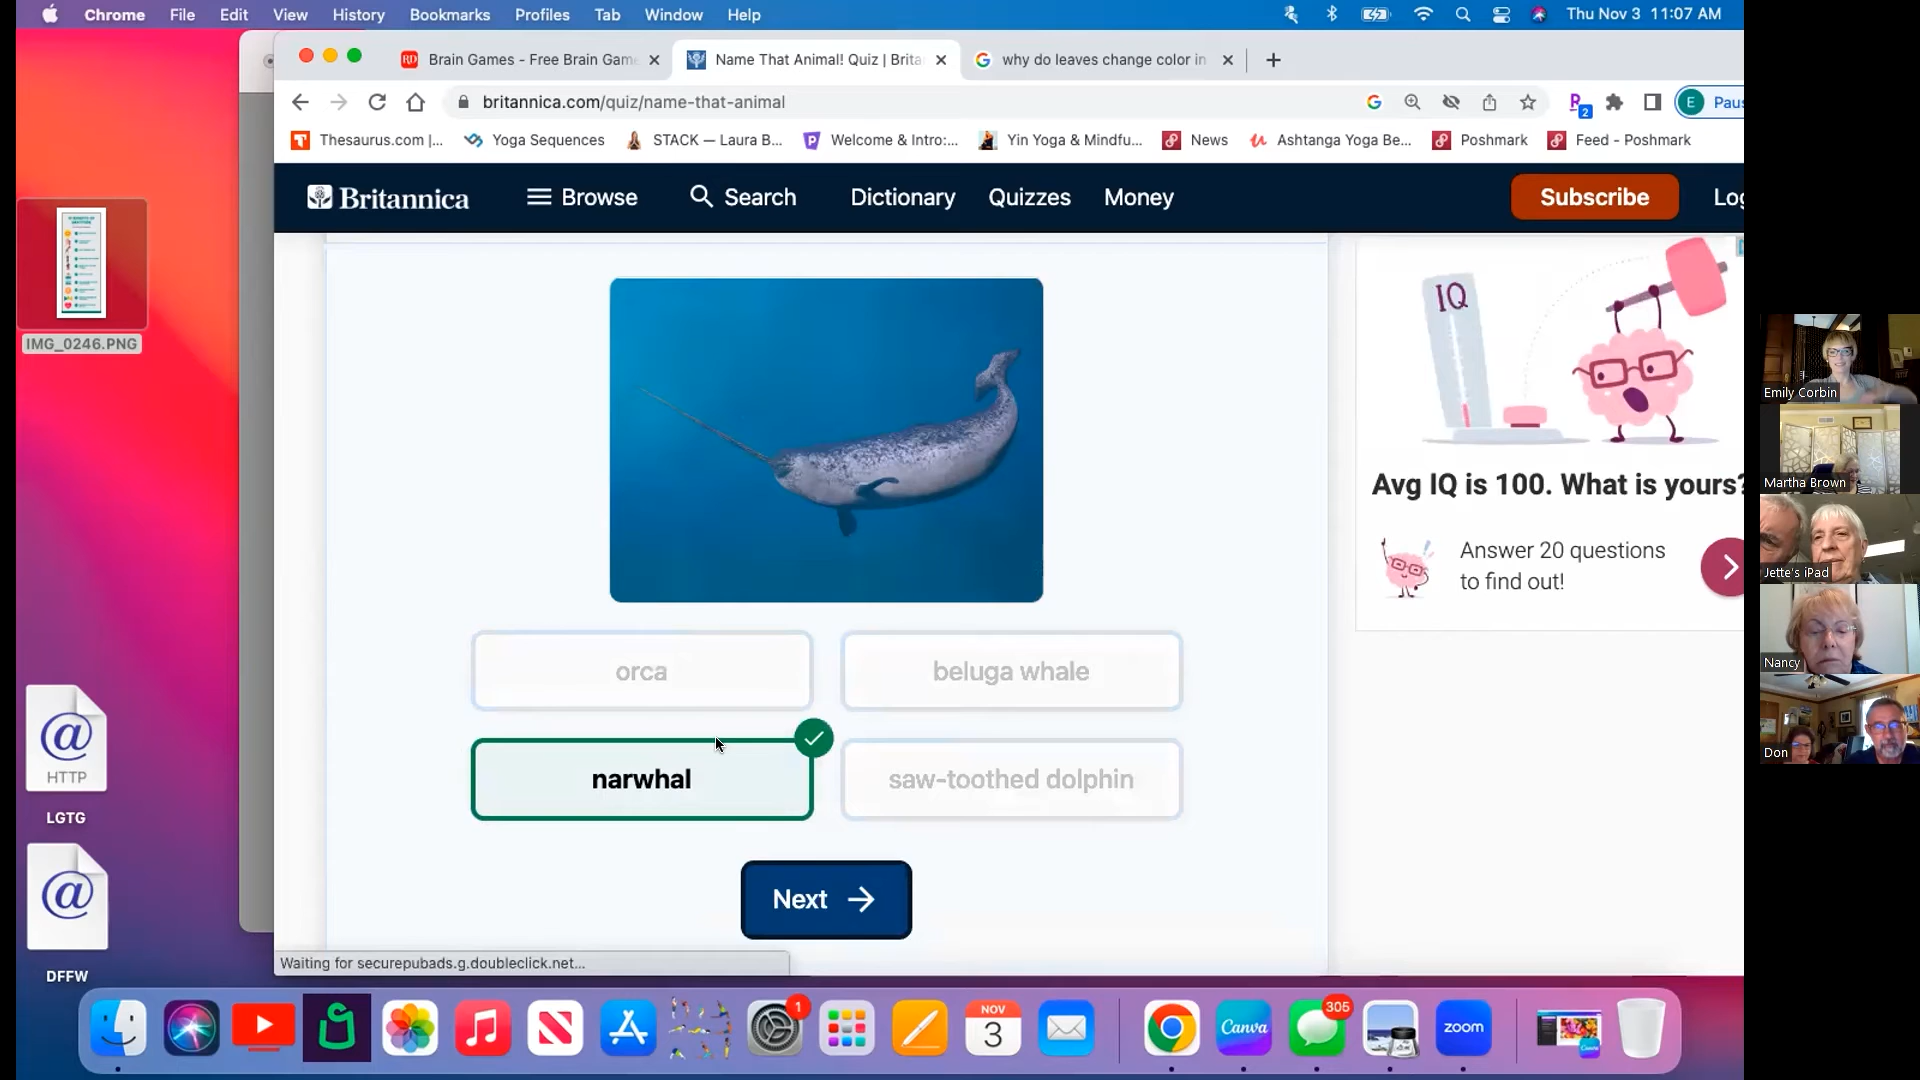 Chrome File Edit View History Bookmarks Profiles Tab Window Help Thu Nov 3 11:07 AM
Brain Games - Free Brain Game
Name That Animal! Quiz | Brita
why do leaves change color in
britannica.com/quiz/name-that-animal
2
E Paus
Thesaurus.com |... Yoga Sequences STACK — Laura B... Welcome & Intro:... Yin Yoga & Mindfu... News Ashtanga Yoga Be... Poshmark Feed - Poshmark
Britannica Browse Search Dictionary Quizzes Money Subscribe Log
IMG_0246.PNG
IQ
Avg IQ is 100. What is yours?
Answer 20 questions
to find out!
orca
beluga whale
narwhal
saw-toothed dolphin
Next
Waiting for securepubads.g.doubleclick.net...
HTTP
LGTG
DFFW
Emily Corbin
Martha Brown
Jette's iPad
Nancy
Don
1
NOV
3
Canva
305
zoom